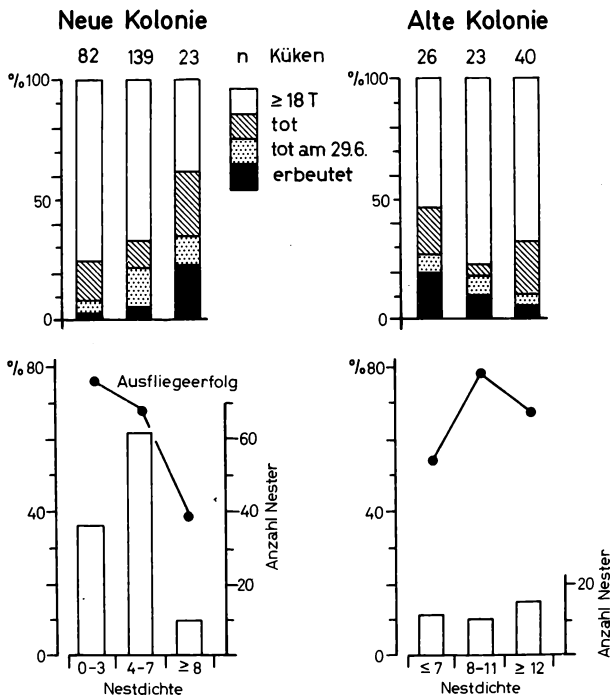 Neue Kolonie
Alte Kolonie
82 139 23 n Küken
26 23 40
%100
50
0
≥ 18 T
tot
tot am 29.6.
erbeutet
%100
50
0
% 80
40
0
Ausfliegeerfolg
60
40
20
Anzahl Nester
0-3 4-7 ≥ 8
Nestdichte
% 80
40
0
20
Anzahl Nester
≤ 7 8-11 ≥ 12
Nestdichte